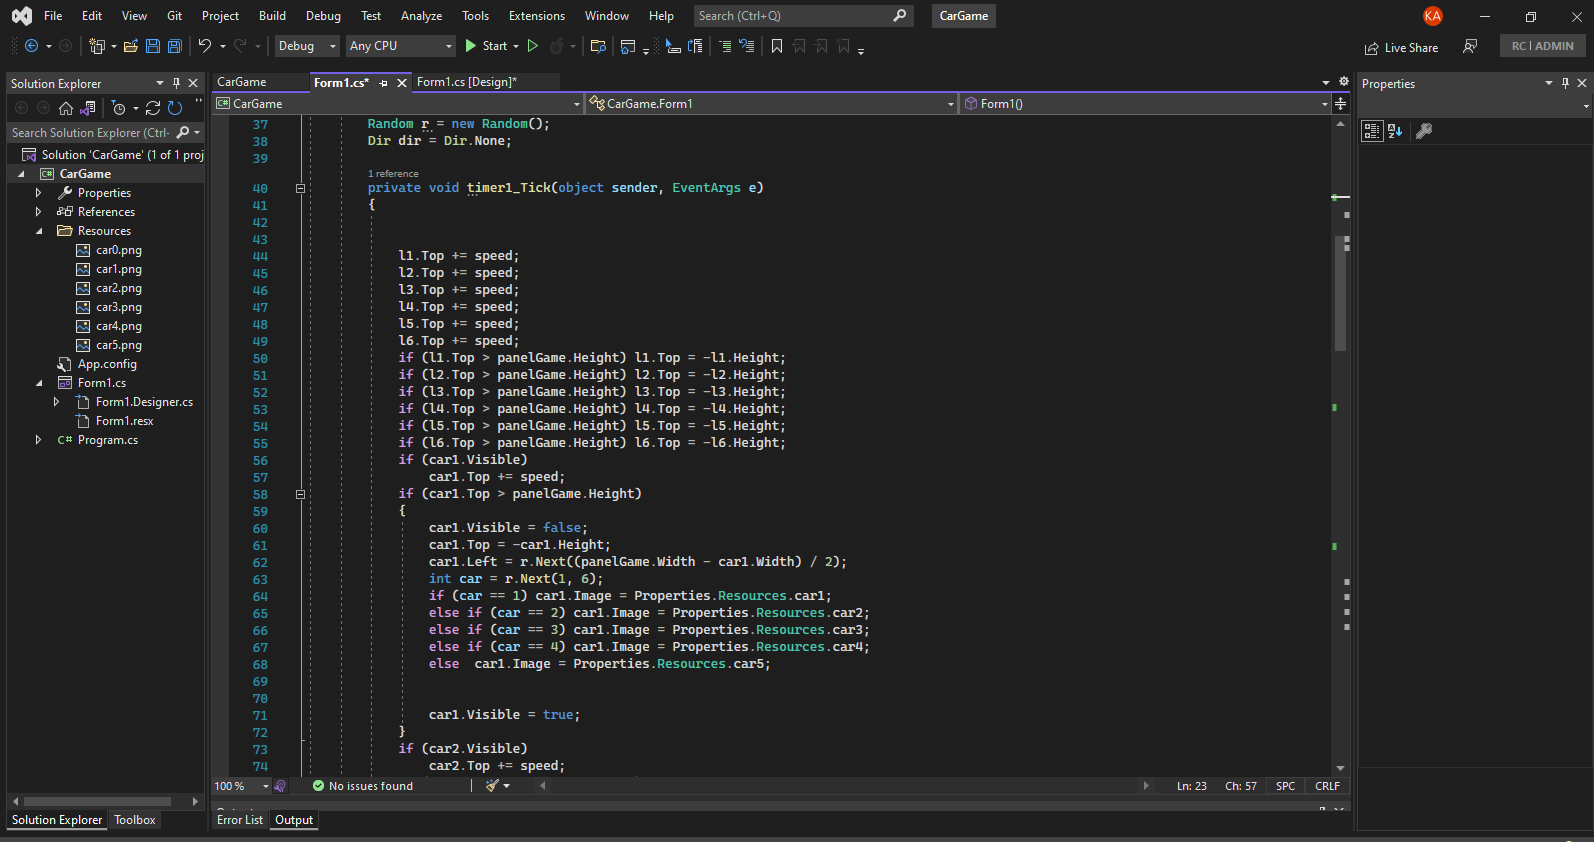 File Edit View Git Project Build Debug Test Analyze Tools Extensions Window Help Search (Ctrl+Q) CarGame KA
Debug Any CPU Start Live Share RC | ADMIN
Solution Explorer
Search Solution Explorer (Ctrl-
Solution 'CarGame' (1 of 1 proj
CarGame
Properties
References
Resources
car0.png
car1.png
car2.png
car3.png
car4.png
car5.png
App.config
Form1.cs
Form1.Designer.cs
Form1.resx
C# Program.cs
Solution Explorer Toolbox
CarGame Form1.cs* Form1.cs [Design]*
C# CarGame CarGame.Form1 Form1()
37 Random r = new Random();
38 Dir dir = Dir.None;
39
1 reference
40 private void timer1_Tick(object sender, EventArgs e)
41 {
42
43
44 l1.Top += speed;
45 l2.Top += speed;
46 l3.Top += speed;
47 l4.Top += speed;
48 l5.Top += speed;
49 l6.Top += speed;
50 if (l1.Top > panelGame.Height) l1.Top = -l1.Height;
51 if (l2.Top > panelGame.Height) l2.Top = -l2.Height;
52 if (l3.Top > panelGame.Height) l3.Top = -l3.Height;
53 if (l4.Top > panelGame.Height) l4.Top = -l4.Height;
54 if (l5.Top > panelGame.Height) l5.Top = -l5.Height;
55 if (l6.Top > panelGame.Height) l6.Top = -l6.Height;
56 if (car1.Visible)
57 car1.Top += speed;
58 if (car1.Top > panelGame.Height)
59 {
60 car1.Visible = false;
61 car1.Top = -car1.Height;
62 car1.Left = r.Next((panelGame.Width - car1.Width) / 2);
63 int car = r.Next(1, 6);
64 if (car == 1) car1.Image = Properties.Resources.car1;
65 else if (car == 2) car1.Image = Properties.Resources.car2;
66 else if (car == 3) car1.Image = Properties.Resources.car3;
67 else if (car == 4) car1.Image = Properties.Resources.car4;
68 else  car1.Image = Properties.Resources.car5;
69
70
71 car1.Visible = true;
72 }
73 if (car2.Visible)
74 car2.Top += speed;
100 % No issues found Ln: 23 Ch: 57 SPC CRLF
Error List Output
Properties